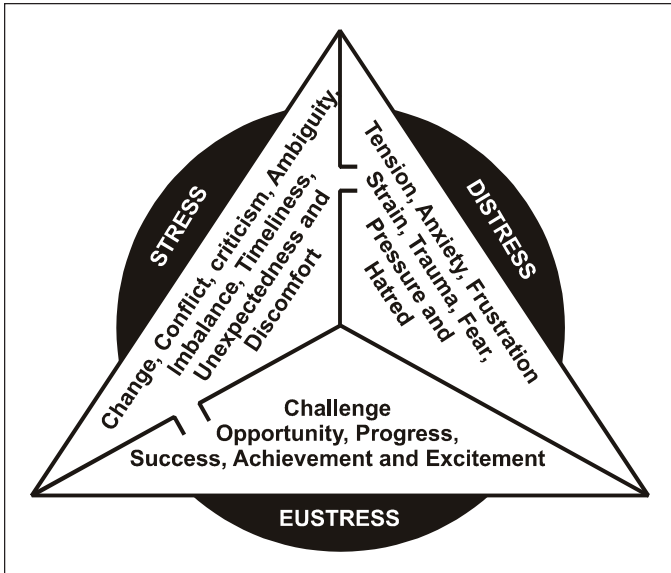 STRESS
Change, Conflict, criticism, Ambiguity,
Imbalance, Timeliness,
Unexpectedness and
Discomfort
DISTRESS
Tension, Anxiety, Frustration
Strain, Trauma, Fear,
Pressure and
Hatred
Challenge
Opportunity, Progress,
Success, Achievement and Excitement
EUSTRESS